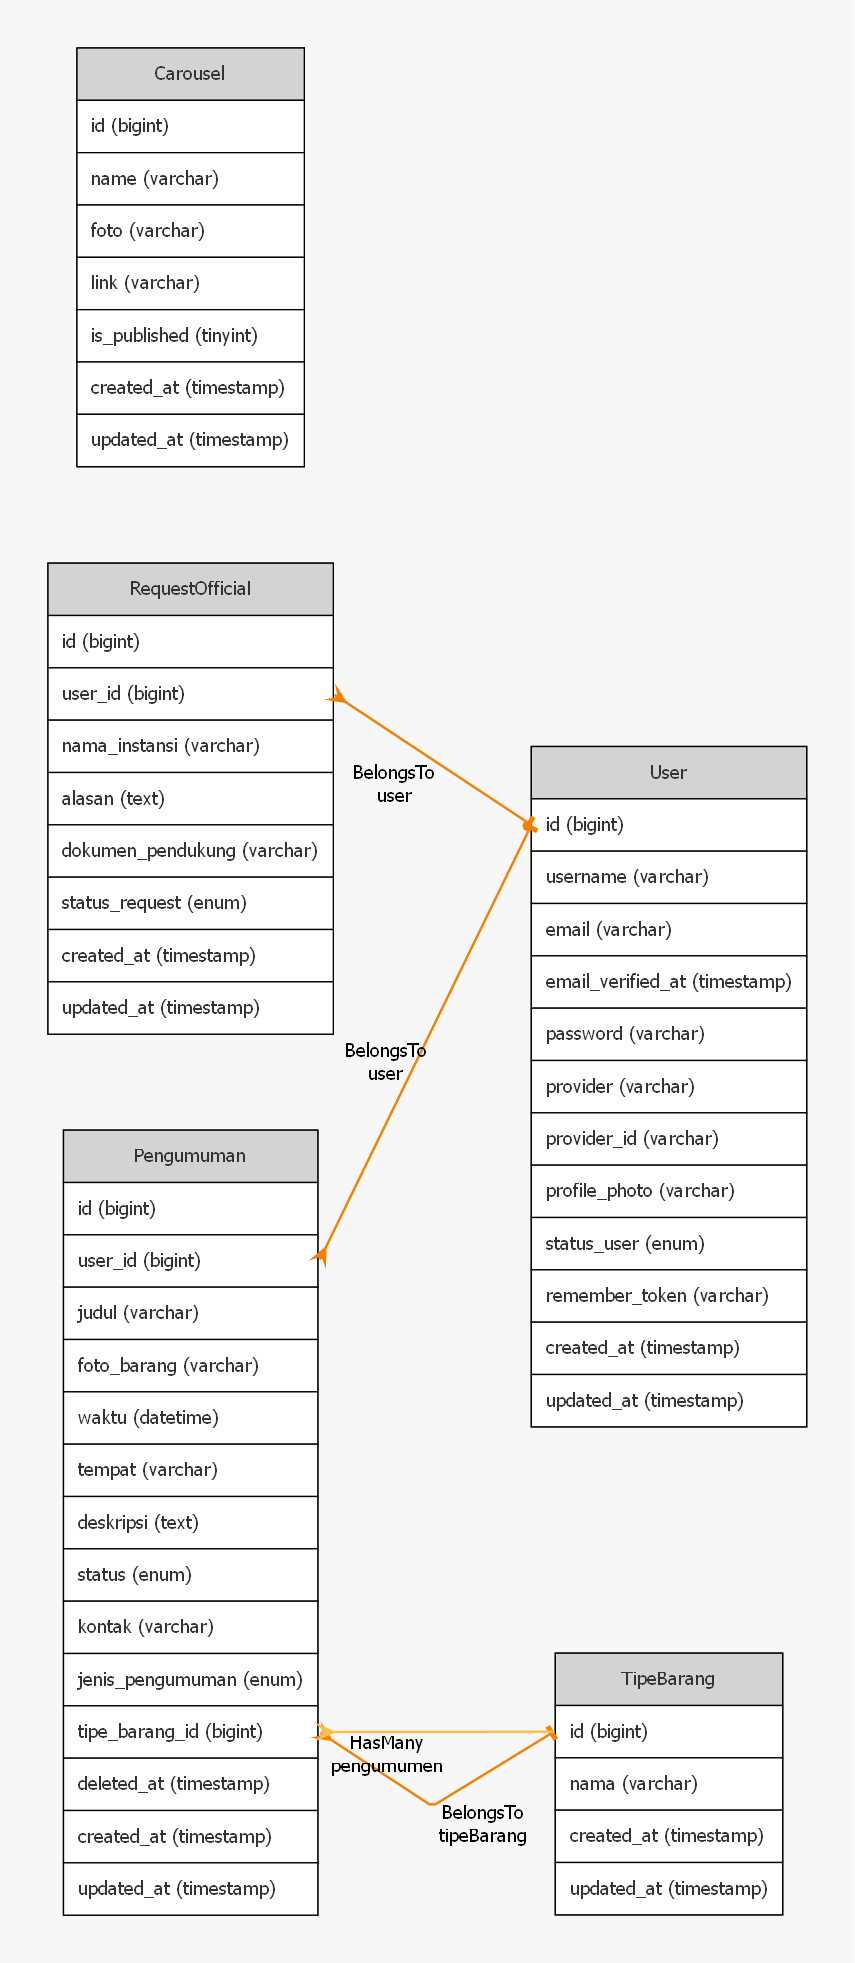 Carousel
id (bigint)
name (varchar)
foto (varchar)
link (varchar)
is_published (tinyint)
created_at (timestamp)
updated_at (timestamp)
RequestOfficial
id (bigint)
user_id (bigint)
nama_instansi (varchar)
alasan (text)
dokumen_pendukung (varchar)
status_request (enum)
created_at (timestamp)
updated_at (timestamp)
BelongsTo
user
User
id (bigint)
username (varchar)
email (varchar)
email_verified_at (timestamp)
password (varchar)
provider (varchar)
provider_id (varchar)
profile_photo (varchar)
status_user (enum)
remember_token (varchar)
created_at (timestamp)
updated_at (timestamp)
BelongsTo
user
Pengumuman
id (bigint)
user_id (bigint)
judul (varchar)
foto_barang (varchar)
waktu (datetime)
tempat (varchar)
deskripsi (text)
status (enum)
kontak (varchar)
jenis_pengumuman (enum)
tipe_barang_id (bigint)
deleted_at (timestamp)
created_at (timestamp)
updated_at (timestamp)
HasMany
pengumumen
BelongsTo
tipeBarang
TipeBarang
id (bigint)
nama (varchar)
created_at (timestamp)
updated_at (timestamp)